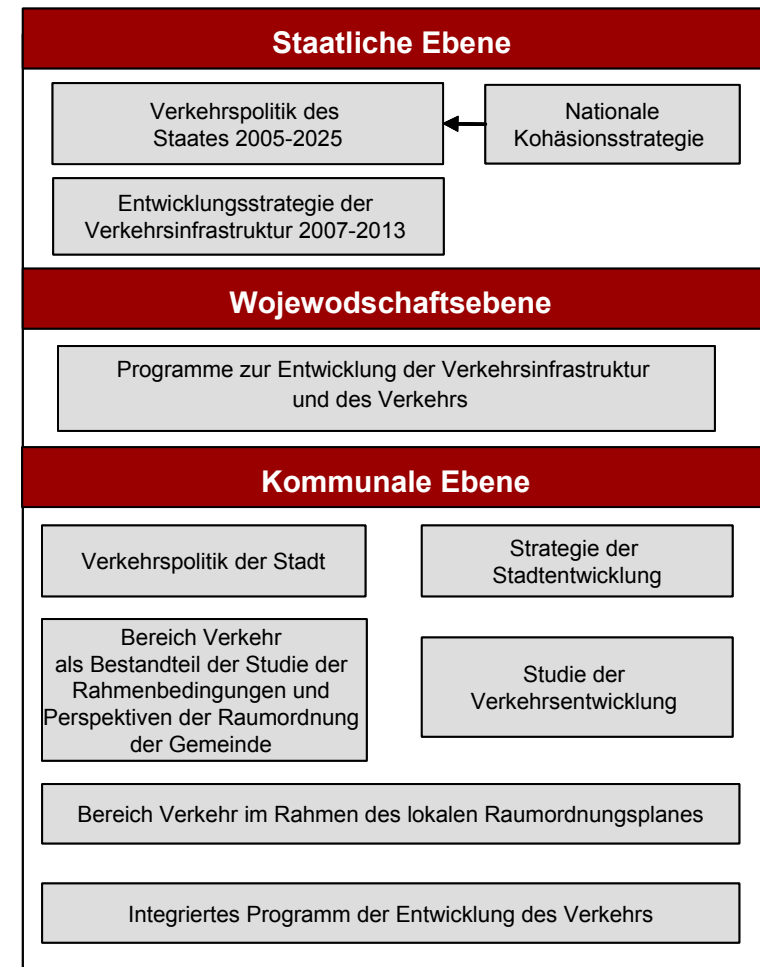 Staatliche Ebene
Verkehrspolitik des
Staates 2005-2025
Nationale
Kohäsionsstrategie
Entwicklungsstrategie der
Verkehrsinfrastruktur 2007-2013
Wojewodschaftsebene
Programme zur Entwicklung der Verkehrsinfrastruktur
und des Verkehrs
Kommunale Ebene
Verkehrspolitik der Stadt
Strategie der
Stadtentwicklung
Bereich Verkehr
als Bestandteil der Studie der
Rahmenbedingungen und
Perspektiven der Raumordnung
der Gemeinde
Studie der
Verkehrsentwicklung
Bereich Verkehr im Rahmen des lokalen Raumordnungsplanes
Integriertes Programm der Entwicklung des Verkehrs